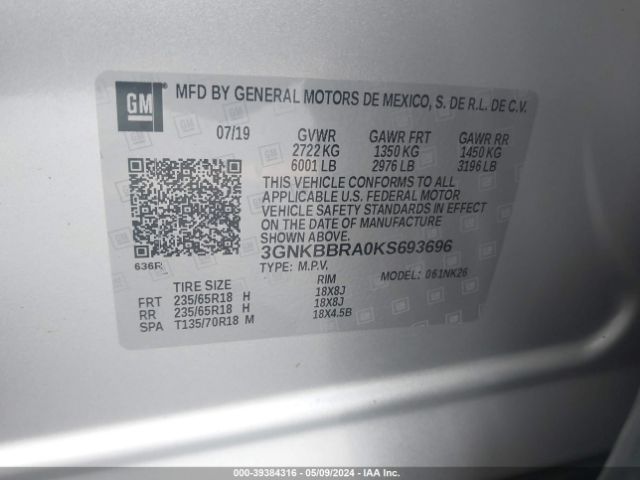 GM
MFD BY GENERAL MOTORS DE MEXICO, S. DE R.L. DE C.V.
07/19 GVWR GAWR FRT GAWR RR
2722 KG 1350 KG 1450 KG
6001 LB 2976 LB 3196 LB
THIS VEHICLE CONFORMS TO ALL
APPLICABLE U.S. FEDERAL MOTOR
VEHICLE SAFETY STANDARDS IN EFFECT
ON THE DATE OF MANUFACTURE
SHOWN ABOVE.
3GNKBBRA0KS693696
636R
TYPE: M.P.V. MODEL: 061NK26
TIRE SIZE RIM
FRT 235/65R18 H 18X8J
RR 235/65R18 H 18X8J
SPA T135/70R18 M 18X4.5B
000-39384316 - 05/09/2024 - IAA Inc.